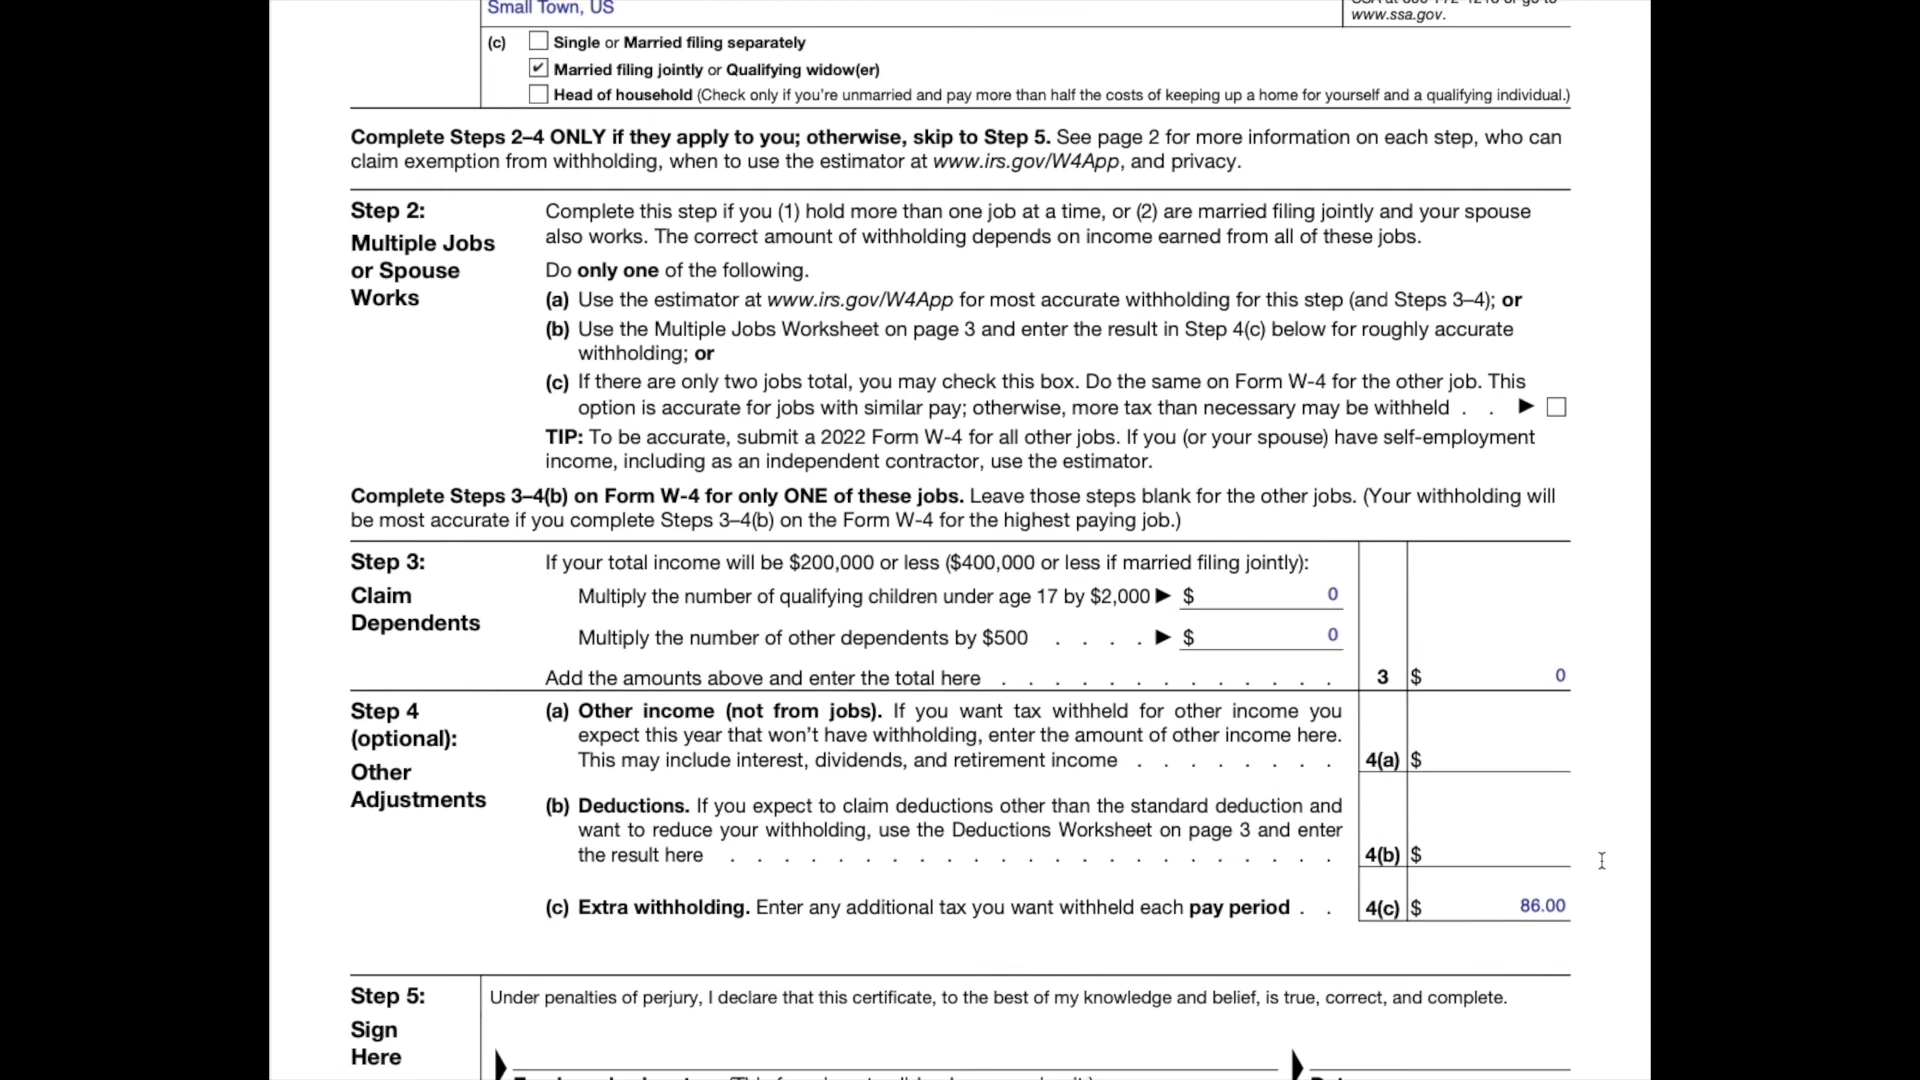 Small Town, US
www.ssa.gov.
(c) Single or Married filing separately
✔ Married filing jointly or Qualifying widow(er)
Head of household (Check only if you're unmarried and pay more than half the costs of keeping up a home for yourself and a qualifying individual.)
Complete Steps 2–4 ONLY if they apply to you; otherwise, skip to Step 5. See page 2 for more information on each step, who can
claim exemption from withholding, when to use the estimator at www.irs.gov/W4App, and privacy.
Step 2:
Multiple Jobs
or Spouse
Works
Complete this step if you (1) hold more than one job at a time, or (2) are married filing jointly and your spouse
also works. The correct amount of withholding depends on income earned from all of these jobs.
Do only one of the following.
(a) Use the estimator at www.irs.gov/W4App for most accurate withholding for this step (and Steps 3–4); or
(b) Use the Multiple Jobs Worksheet on page 3 and enter the result in Step 4(c) below for roughly accurate
withholding; or
(c) If there are only two jobs total, you may check this box. Do the same on Form W-4 for the other job. This
option is accurate for jobs with similar pay; otherwise, more tax than necessary may be withheld . . ▶
TIP: To be accurate, submit a 2022 Form W-4 for all other jobs. If you (or your spouse) have self-employment
income, including as an independent contractor, use the estimator.
Complete Steps 3–4(b) on Form W-4 for only ONE of these jobs. Leave those steps blank for the other jobs. (Your withholding will
be most accurate if you complete Steps 3–4(b) on the Form W-4 for the highest paying job.)
Step 3:
Claim
Dependents
If your total income will be $200,000 or less ($400,000 or less if married filing jointly):
Multiply the number of qualifying children under age 17 by $2,000 ▶ $ 0
Multiply the number of other dependents by $500 . . . . ▶ $ 0
Add the amounts above and enter the total here . . . . . . . . . . . . . 3 $ 0
Step 4
(optional):
Other
Adjustments
(a) Other income (not from jobs). If you want tax withheld for other income you
expect this year that won't have withholding, enter the amount of other income here.
This may include interest, dividends, and retirement income . . . . . . . . 4(a) $
(b) Deductions. If you expect to claim deductions other than the standard deduction and
want to reduce your withholding, use the Deductions Worksheet on page 3 and enter
the result here . . . . . . . . . . . . . . . . . . . . . . . 4(b) $
(c) Extra withholding. Enter any additional tax you want withheld each pay period . . 4(c) $ 86.00
Step 5:
Sign
Here
Under penalties of perjury, I declare that this certificate, to the best of my knowledge and belief, is true, correct, and complete.